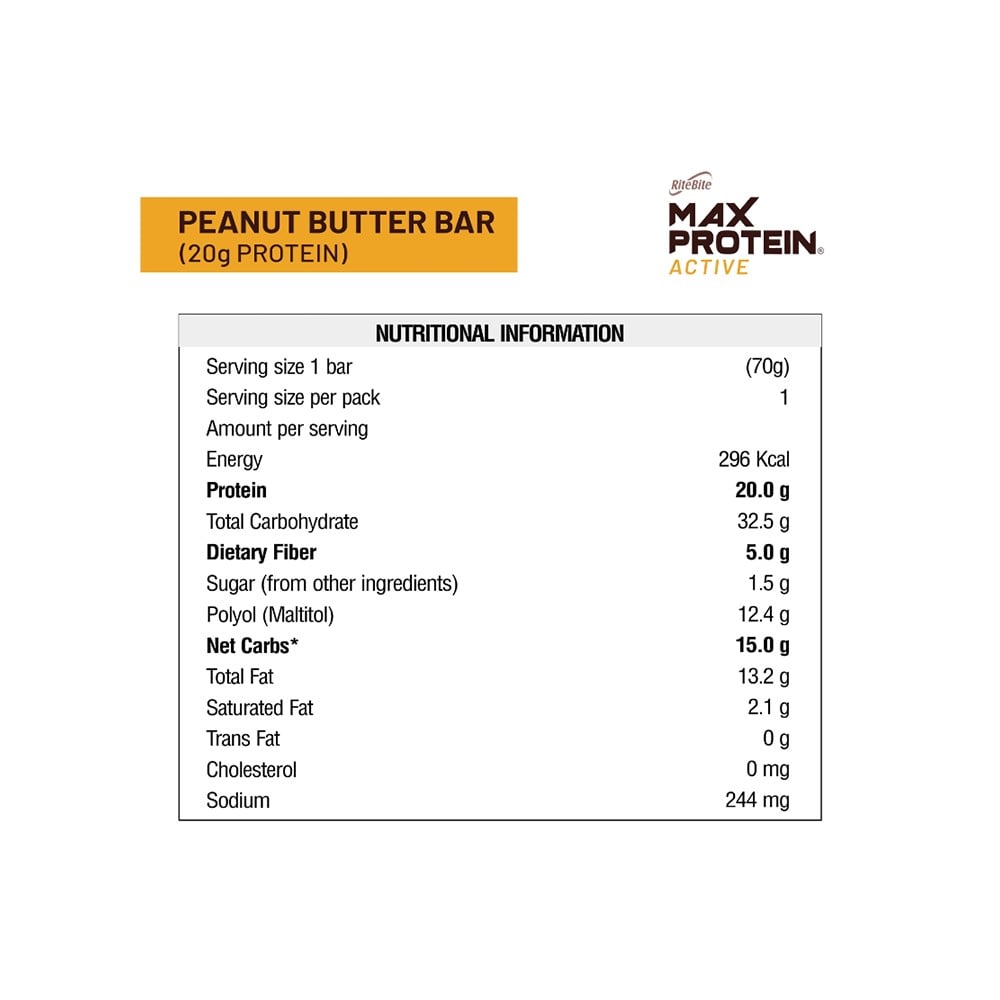 PEANUT BUTTER BAR
(20g PROTEIN)
RiteBite
MAX
PROTEIN®
ACTIVE
NUTRITIONAL INFORMATION
Serving size 1 bar (70g)
Serving size per pack 1
Amount per serving
Energy 296 Kcal
Protein 20.0 g
Total Carbohydrate 32.5 g
Dietary Fiber 5.0 g
Sugar (from other ingredients) 1.5 g
Polyol (Maltitol) 12.4 g
Net Carbs* 15.0 g
Total Fat 13.2 g
Saturated Fat 2.1 g
Trans Fat 0 g
Cholesterol 0 mg
Sodium 244 mg